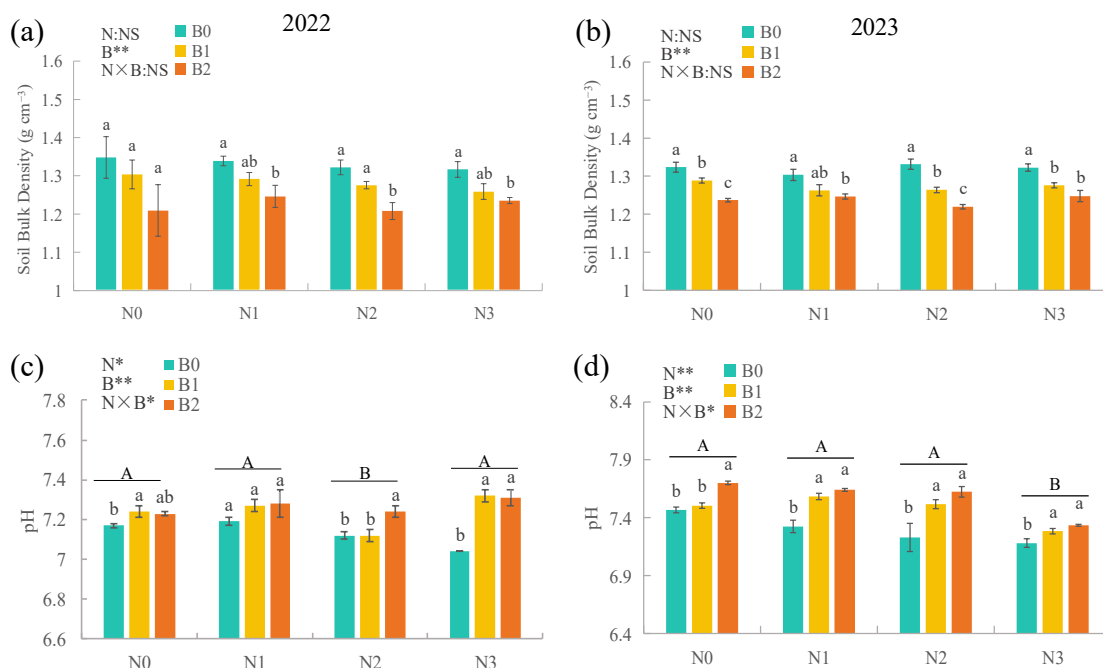 (a)
2022
N:NS
B**
N×B:NS
B0
B1
B2
Soil Bulk Density (g cm⁻³)
1.6
1.5
1.4
1.3
1.2
1.1
1
a a a
a ab b
a a b
a ab b
N0 N1 N2 N3
(b)
2023
N:NS
B**
N×B:NS
B0
B1
B2
Soil Bulk Density (g cm⁻³)
1.6
1.5
1.4
1.3
1.2
1.1
1
a b c
a ab b
a b c
a b b
N0 N1 N2 N3
(c)
N*
B**
N×B*
B0
B1
B2
pH
7.8
7.6
7.4
7.2
7
6.8
6.6
A A B A
b a ab
b a a
b b a
b a a
N0 N1 N2 N3
(d)
N**
B**
N×B*
B0
B1
B2
pH
8.4
7.9
7.4
6.9
6.4
A A A B
b b a
b a a
b a a
b a a
N0 N1 N2 N3